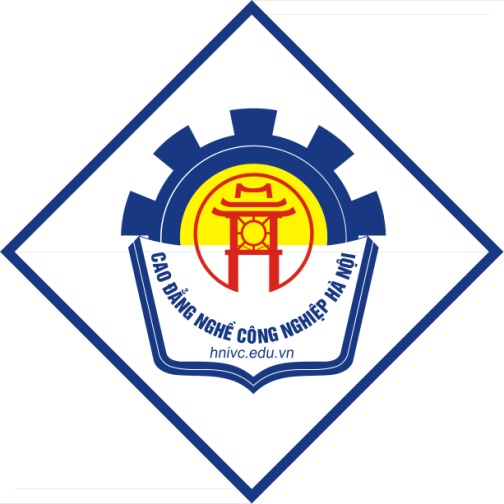 CAO ĐẲNG NGHỀ CÔNG NGHIỆP HÀ NỘI
hnivc.edu.vn